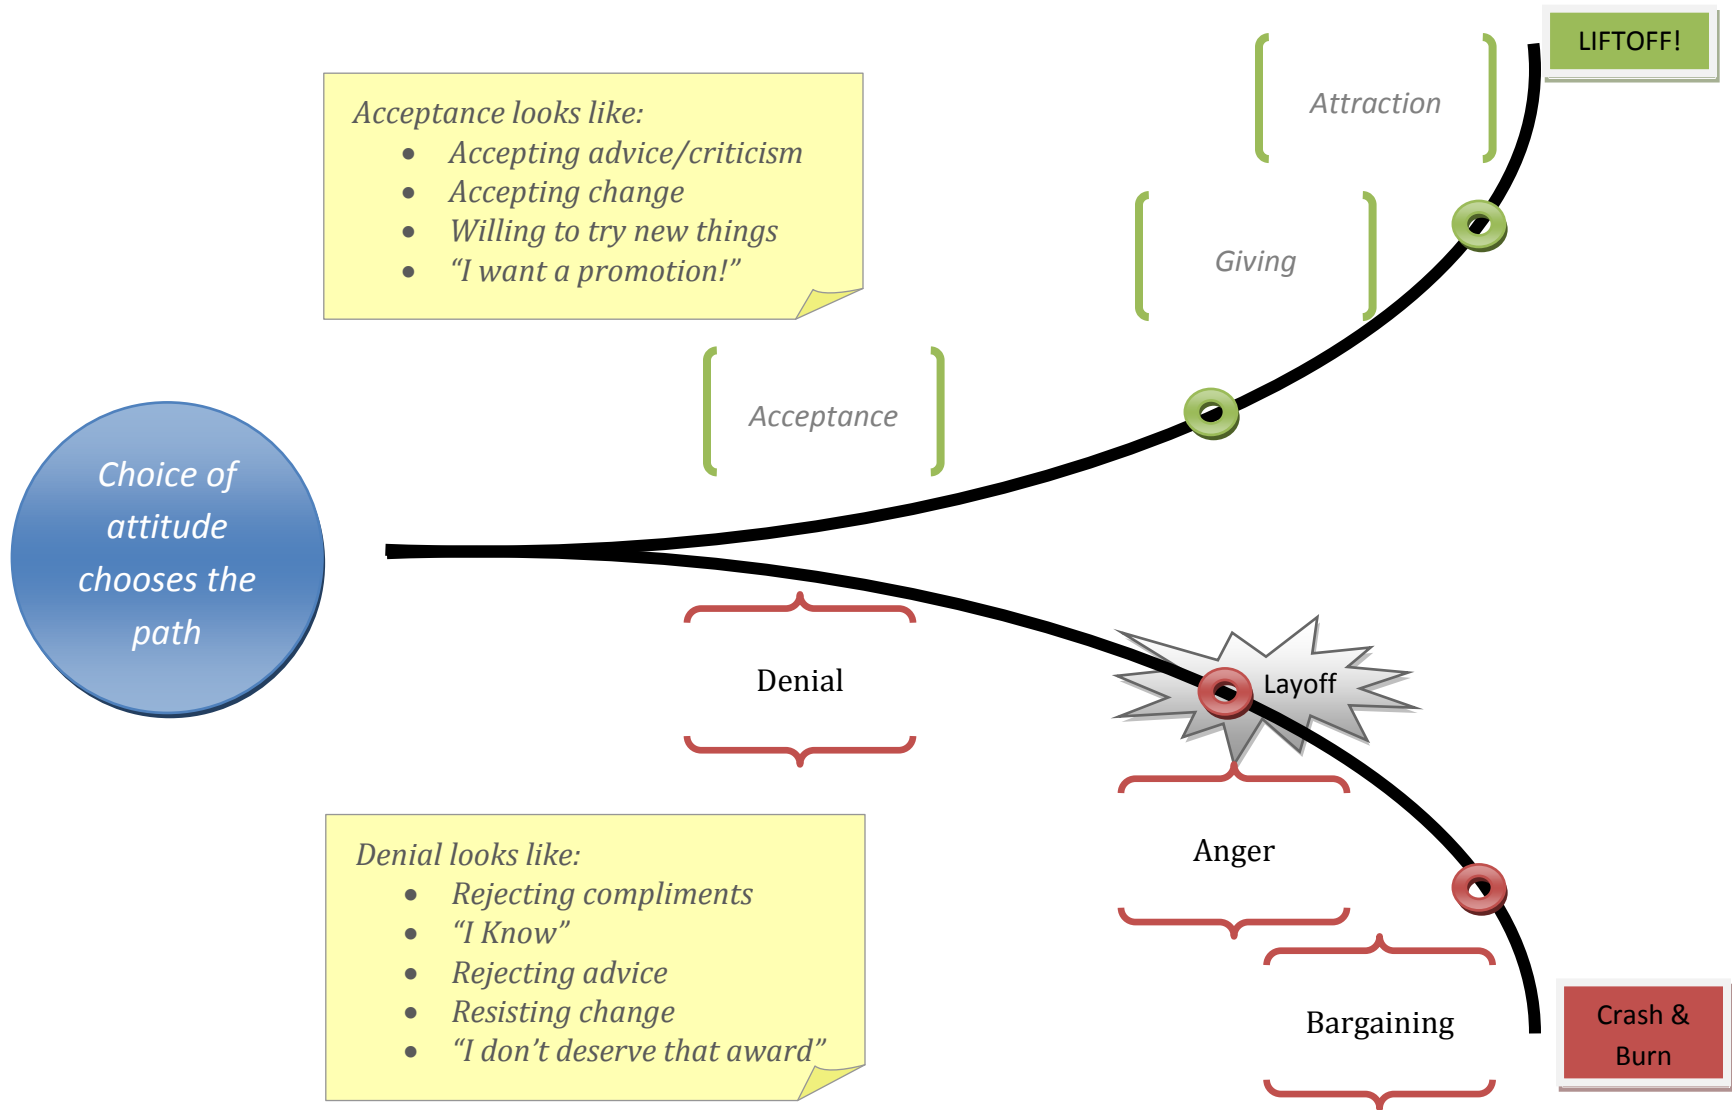 LIFTOFF!
Attraction
Acceptance looks like:
• Accepting advice/criticism
• Accepting change
• Willing to try new things
• “I want a promotion!”
Giving
Acceptance
Choice of
attitude
chooses the
path
Denial
Layoff
Anger
Denial looks like:
• Rejecting compliments
• “I Know”
• Rejecting advice
• Resisting change
• “I don’t deserve that award”
Bargaining
Crash &
Burn